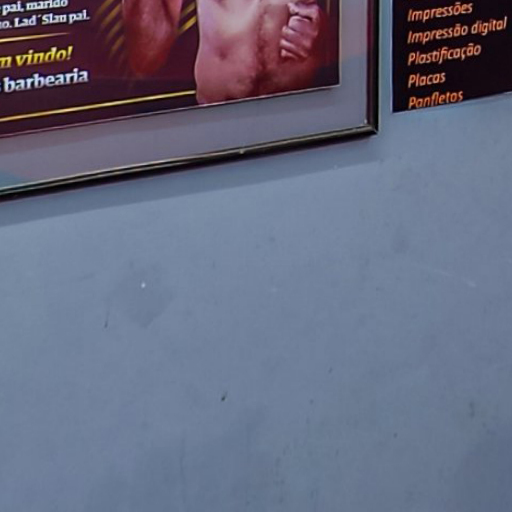 pai, marido
o. Lad´Slan pai.
m vindo!
barbearia
Impressões
Impressão digital
Plastificação
Placas
Panfletos